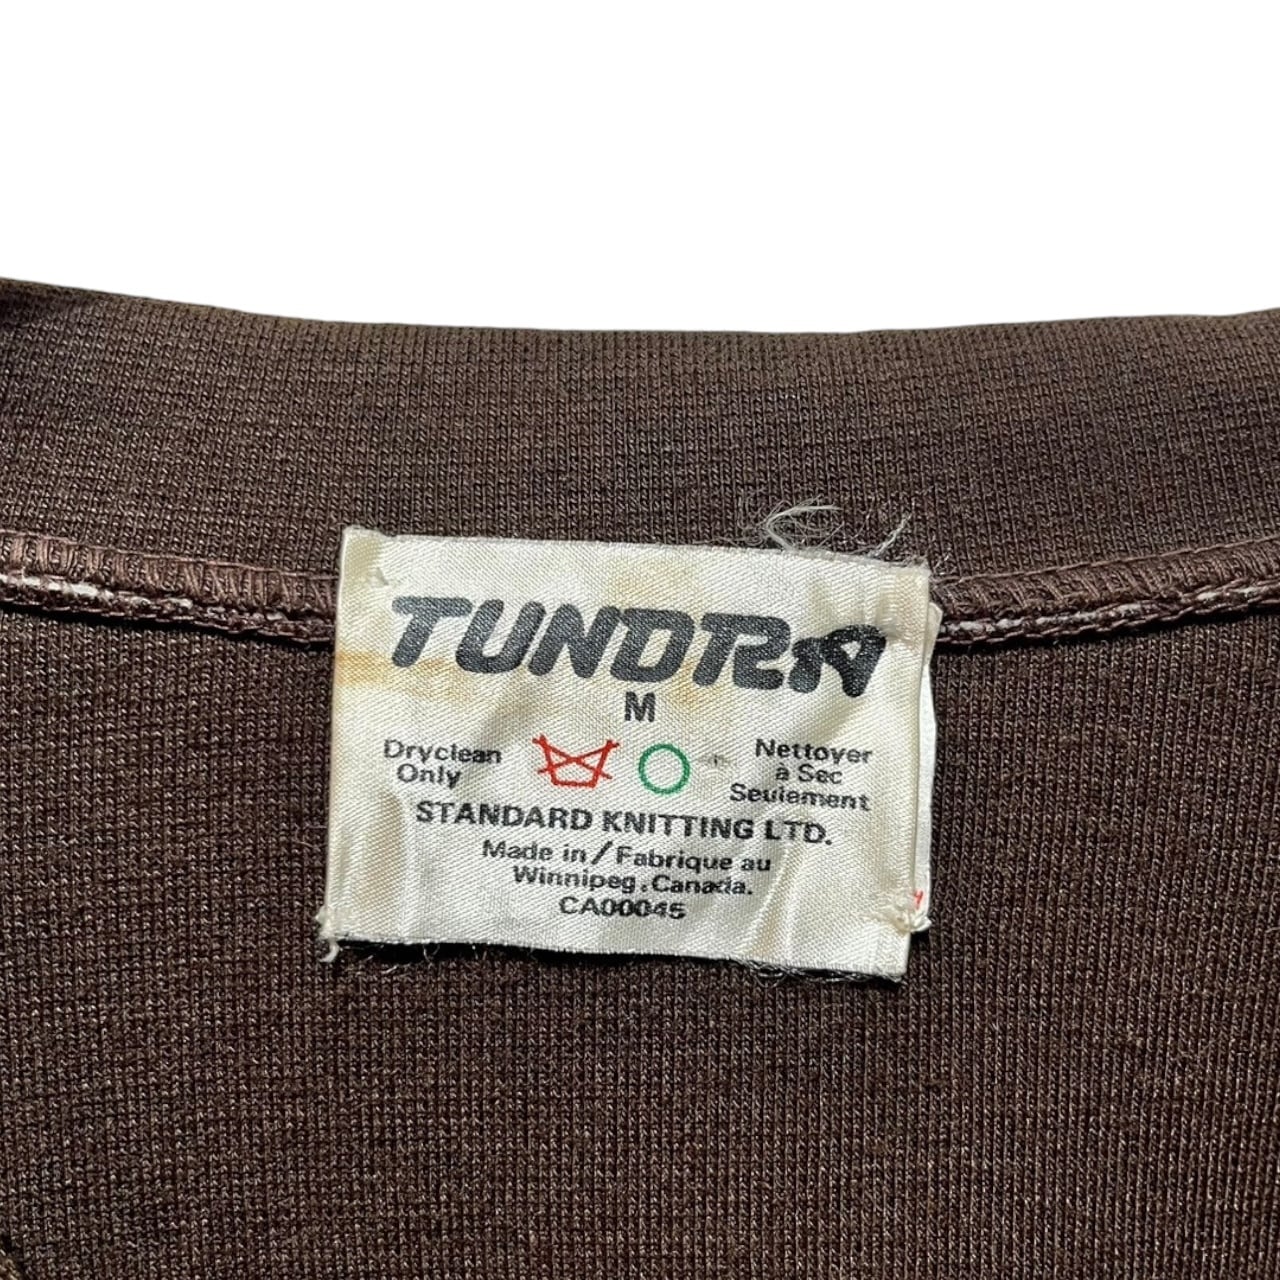 TUNDRA
M
Dryclean
Only
Nettoyer
a Sec
Seulement
STANDARD KNITTING LTD.
Made in/Fabrique au
Winnipeg, Canada.
CA00045